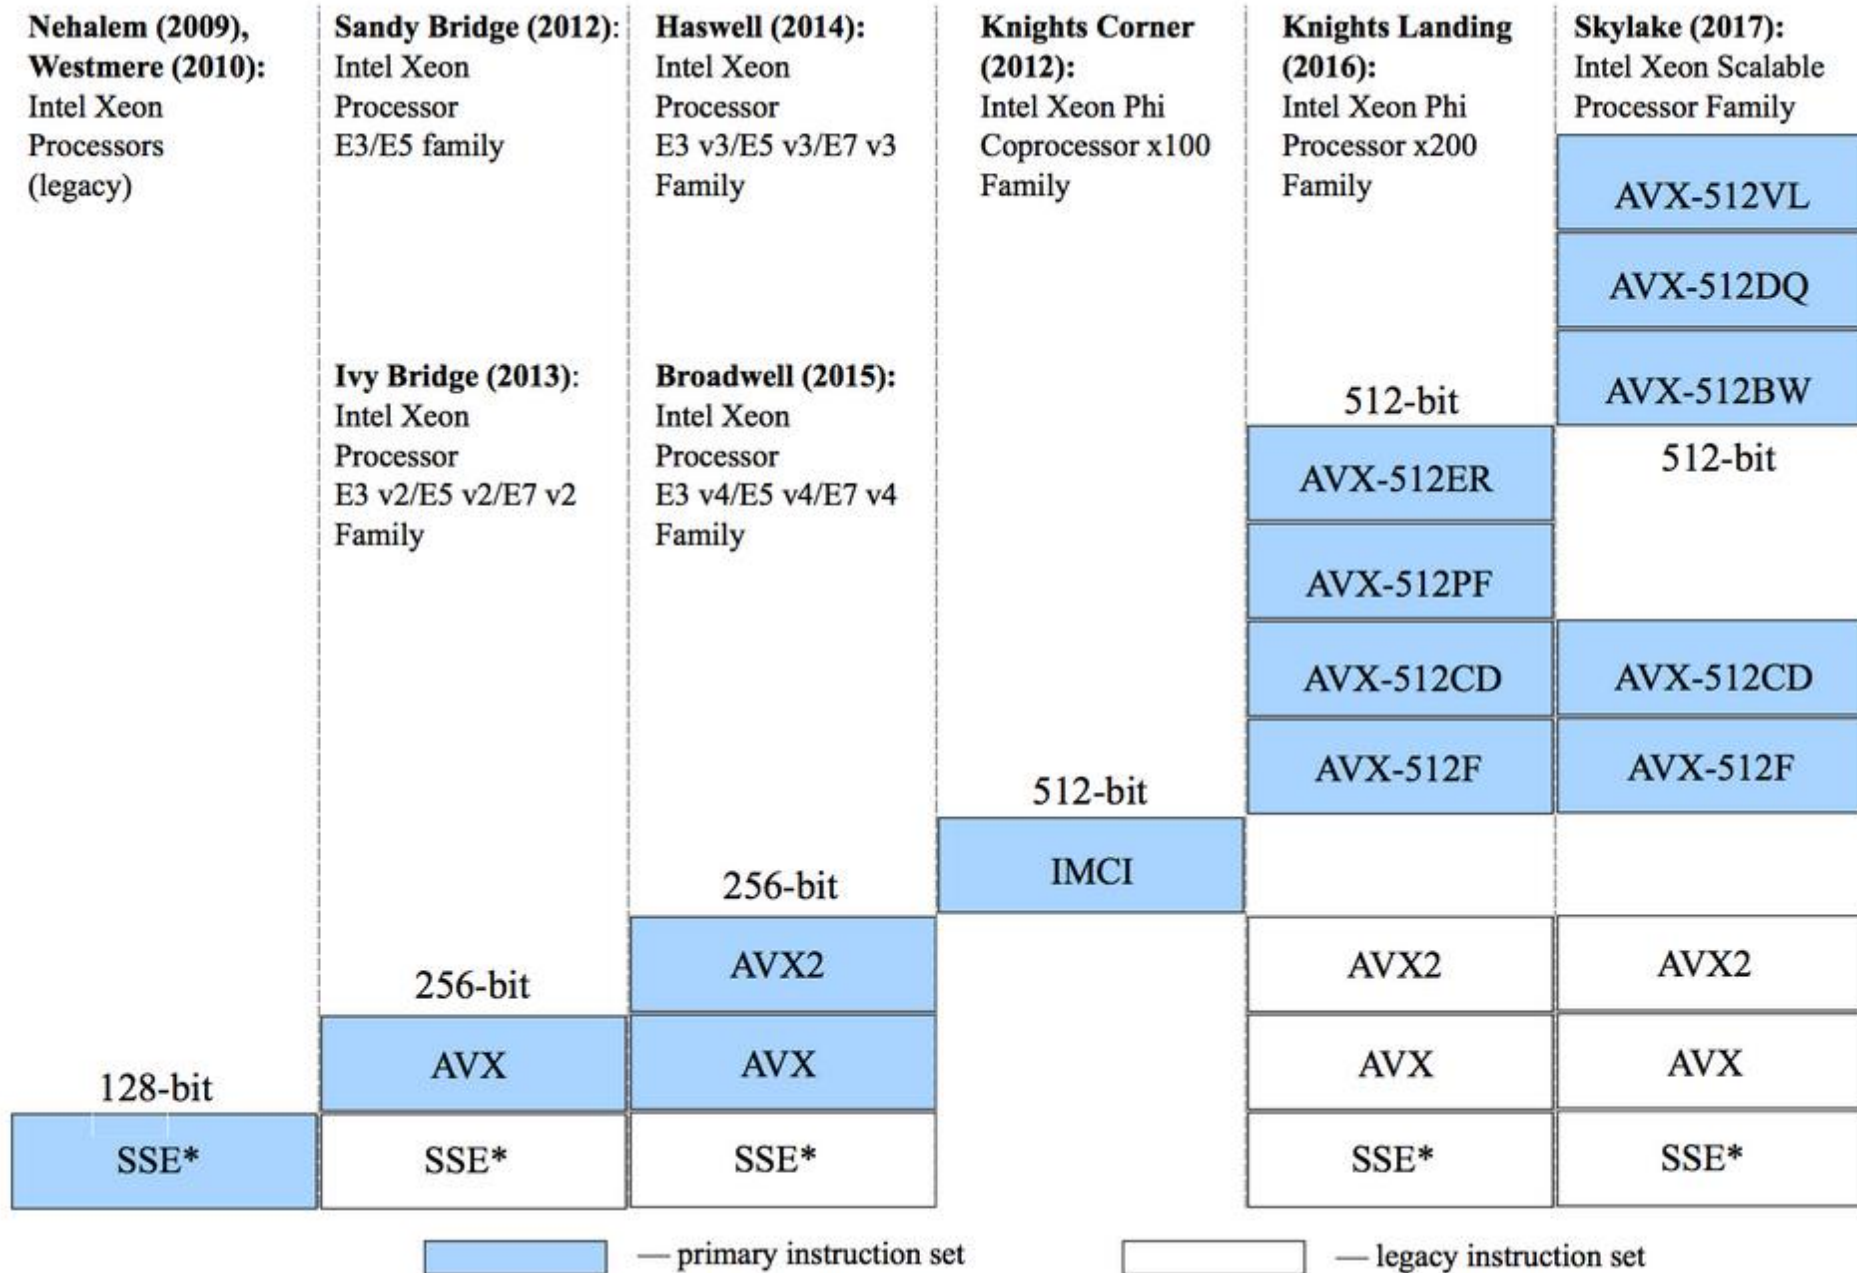 Nehalem (2009),
Westmere (2010):
Intel Xeon
Processors
(legacy)
128-bit
SSE*
Sandy Bridge (2012):
Intel Xeon
Processor
E3/E5 family
Ivy Bridge (2013):
Intel Xeon
Processor
E3 v2/E5 v2/E7 v2
Family
256-bit
AVX
SSE*
Haswell (2014):
Intel Xeon
Processor
E3 v3/E5 v3/E7 v3
Family
Broadwell (2015):
Intel Xeon
Processor
E3 v4/E5 v4/E7 v4
Family
256-bit
AVX2
AVX
SSE*
Knights Corner
(2012):
Intel Xeon Phi
Coprocessor x100
Family
512-bit
IMCI
Knights Landing
(2016):
Intel Xeon Phi
Processor x200
Family
512-bit
AVX-512ER
AVX-512PF
AVX-512CD
AVX-512F
AVX2
AVX
SSE*
Skylake (2017):
Intel Xeon Scalable
Processor Family
AVX-512VL
AVX-512DQ
AVX-512BW
512-bit
AVX-512CD
AVX-512F
AVX2
AVX
SSE*
— primary instruction set
— legacy instruction set